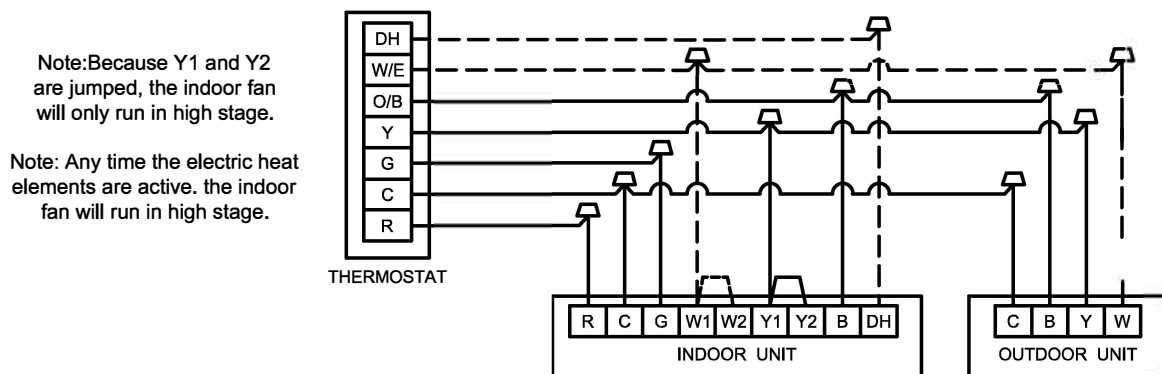 Note:Because Y1 and Y2
are jumped, the indoor fan
will only run in high stage.
Note: Any time the electric heat
elements are active. the indoor
fan will run in high stage.
DH
W/E
O/B
Y
G
C
R
THERMOSTAT
R C G W1 W2 Y1 Y2 B DH
INDOOR UNIT
C B Y W
OUTDOOR UNIT